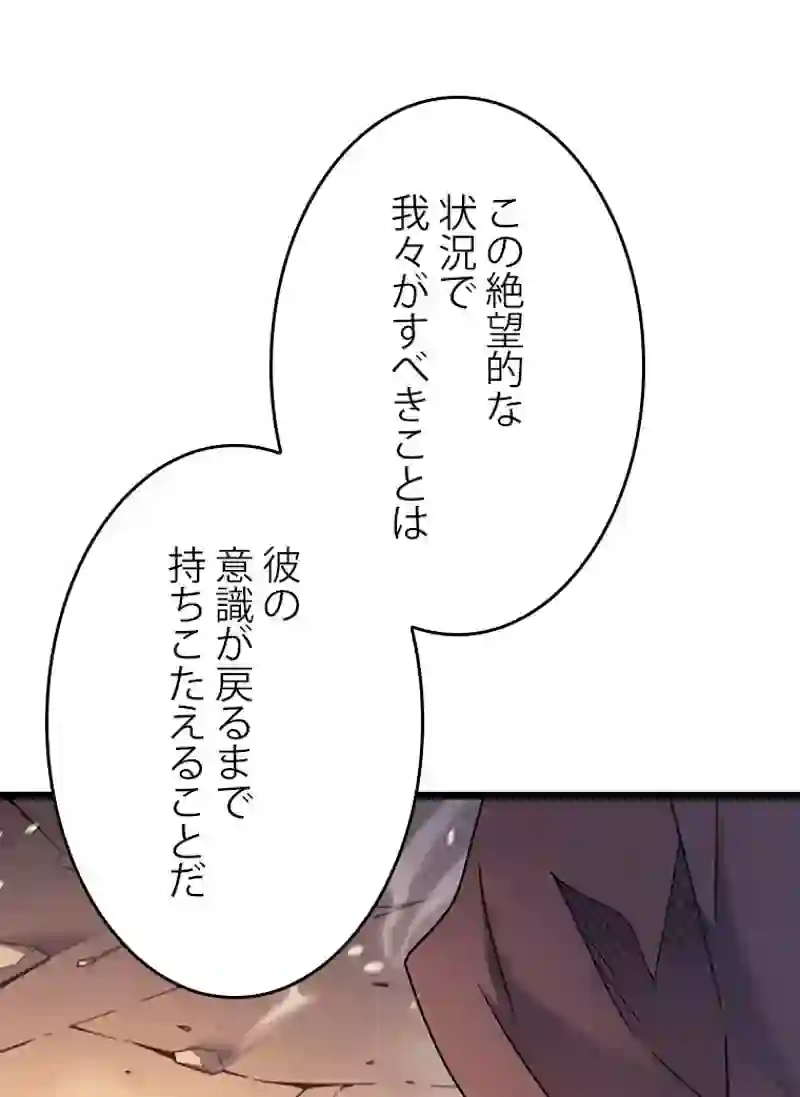 この絶望的な
状況で
我々がすべきことは
彼の
意識が戻るまで
持ちこたえることだ